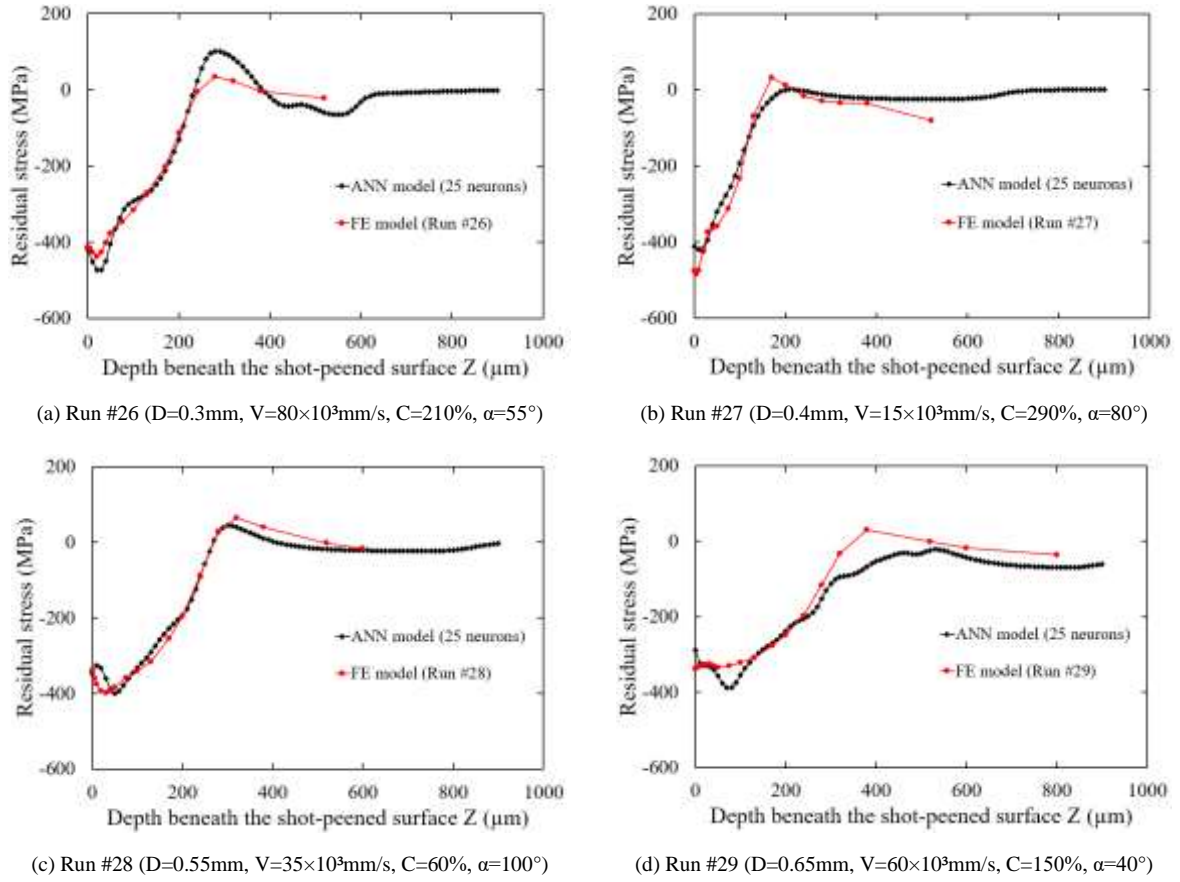 200
0
-200
-400
-600
Residual stress (MPa)
ANN model (25 neurons)
FE model (Run #26)
0 200 400 600 800 1000
Depth beneath the shot-peened surface Z (µm)
(a) Run #26 (D=0.3mm, V=80×10³mm/s, C=210%, α=55°)
200
0
-200
-400
-600
Residual stress (MPa)
ANN model (25 neurons)
FE model (Run #27)
0 200 400 600 800 1000
Depth beneath the shot-peened surface Z (µm)
(b) Run #27 (D=0.4mm, V=15×10³mm/s, C=290%, α=80°)
200
0
-200
-400
-600
Residual stress (MPa)
ANN model (25 neurons)
FE model (Run #28)
0 200 400 600 800 1000
Depth beneath the shot-peened surface Z (µm)
(c) Run #28 (D=0.55mm, V=35×10³mm/s, C=60%, α=100°)
200
0
-200
-400
-600
Residual stress (MPa)
ANN model (25 neurons)
FE model (Run #29)
0 200 400 600 800 1000
Depth beneath the shot-peened surface Z (µm)
(d) Run #29 (D=0.65mm, V=60×10³mm/s, C=150%, α=40°)